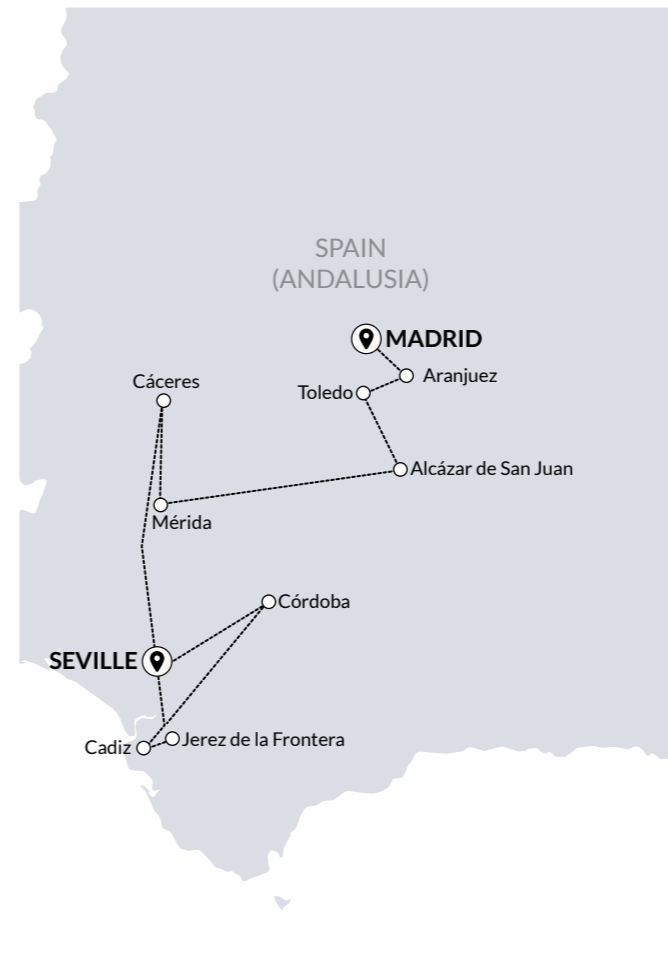 SPAIN
(ANDALUSIA)
MADRID
Aranjuez
Cáceres
Toledo
Alcázar de San Juan
Mérida
Córdoba
SEVILLE
Jerez de la Frontera
Cadiz